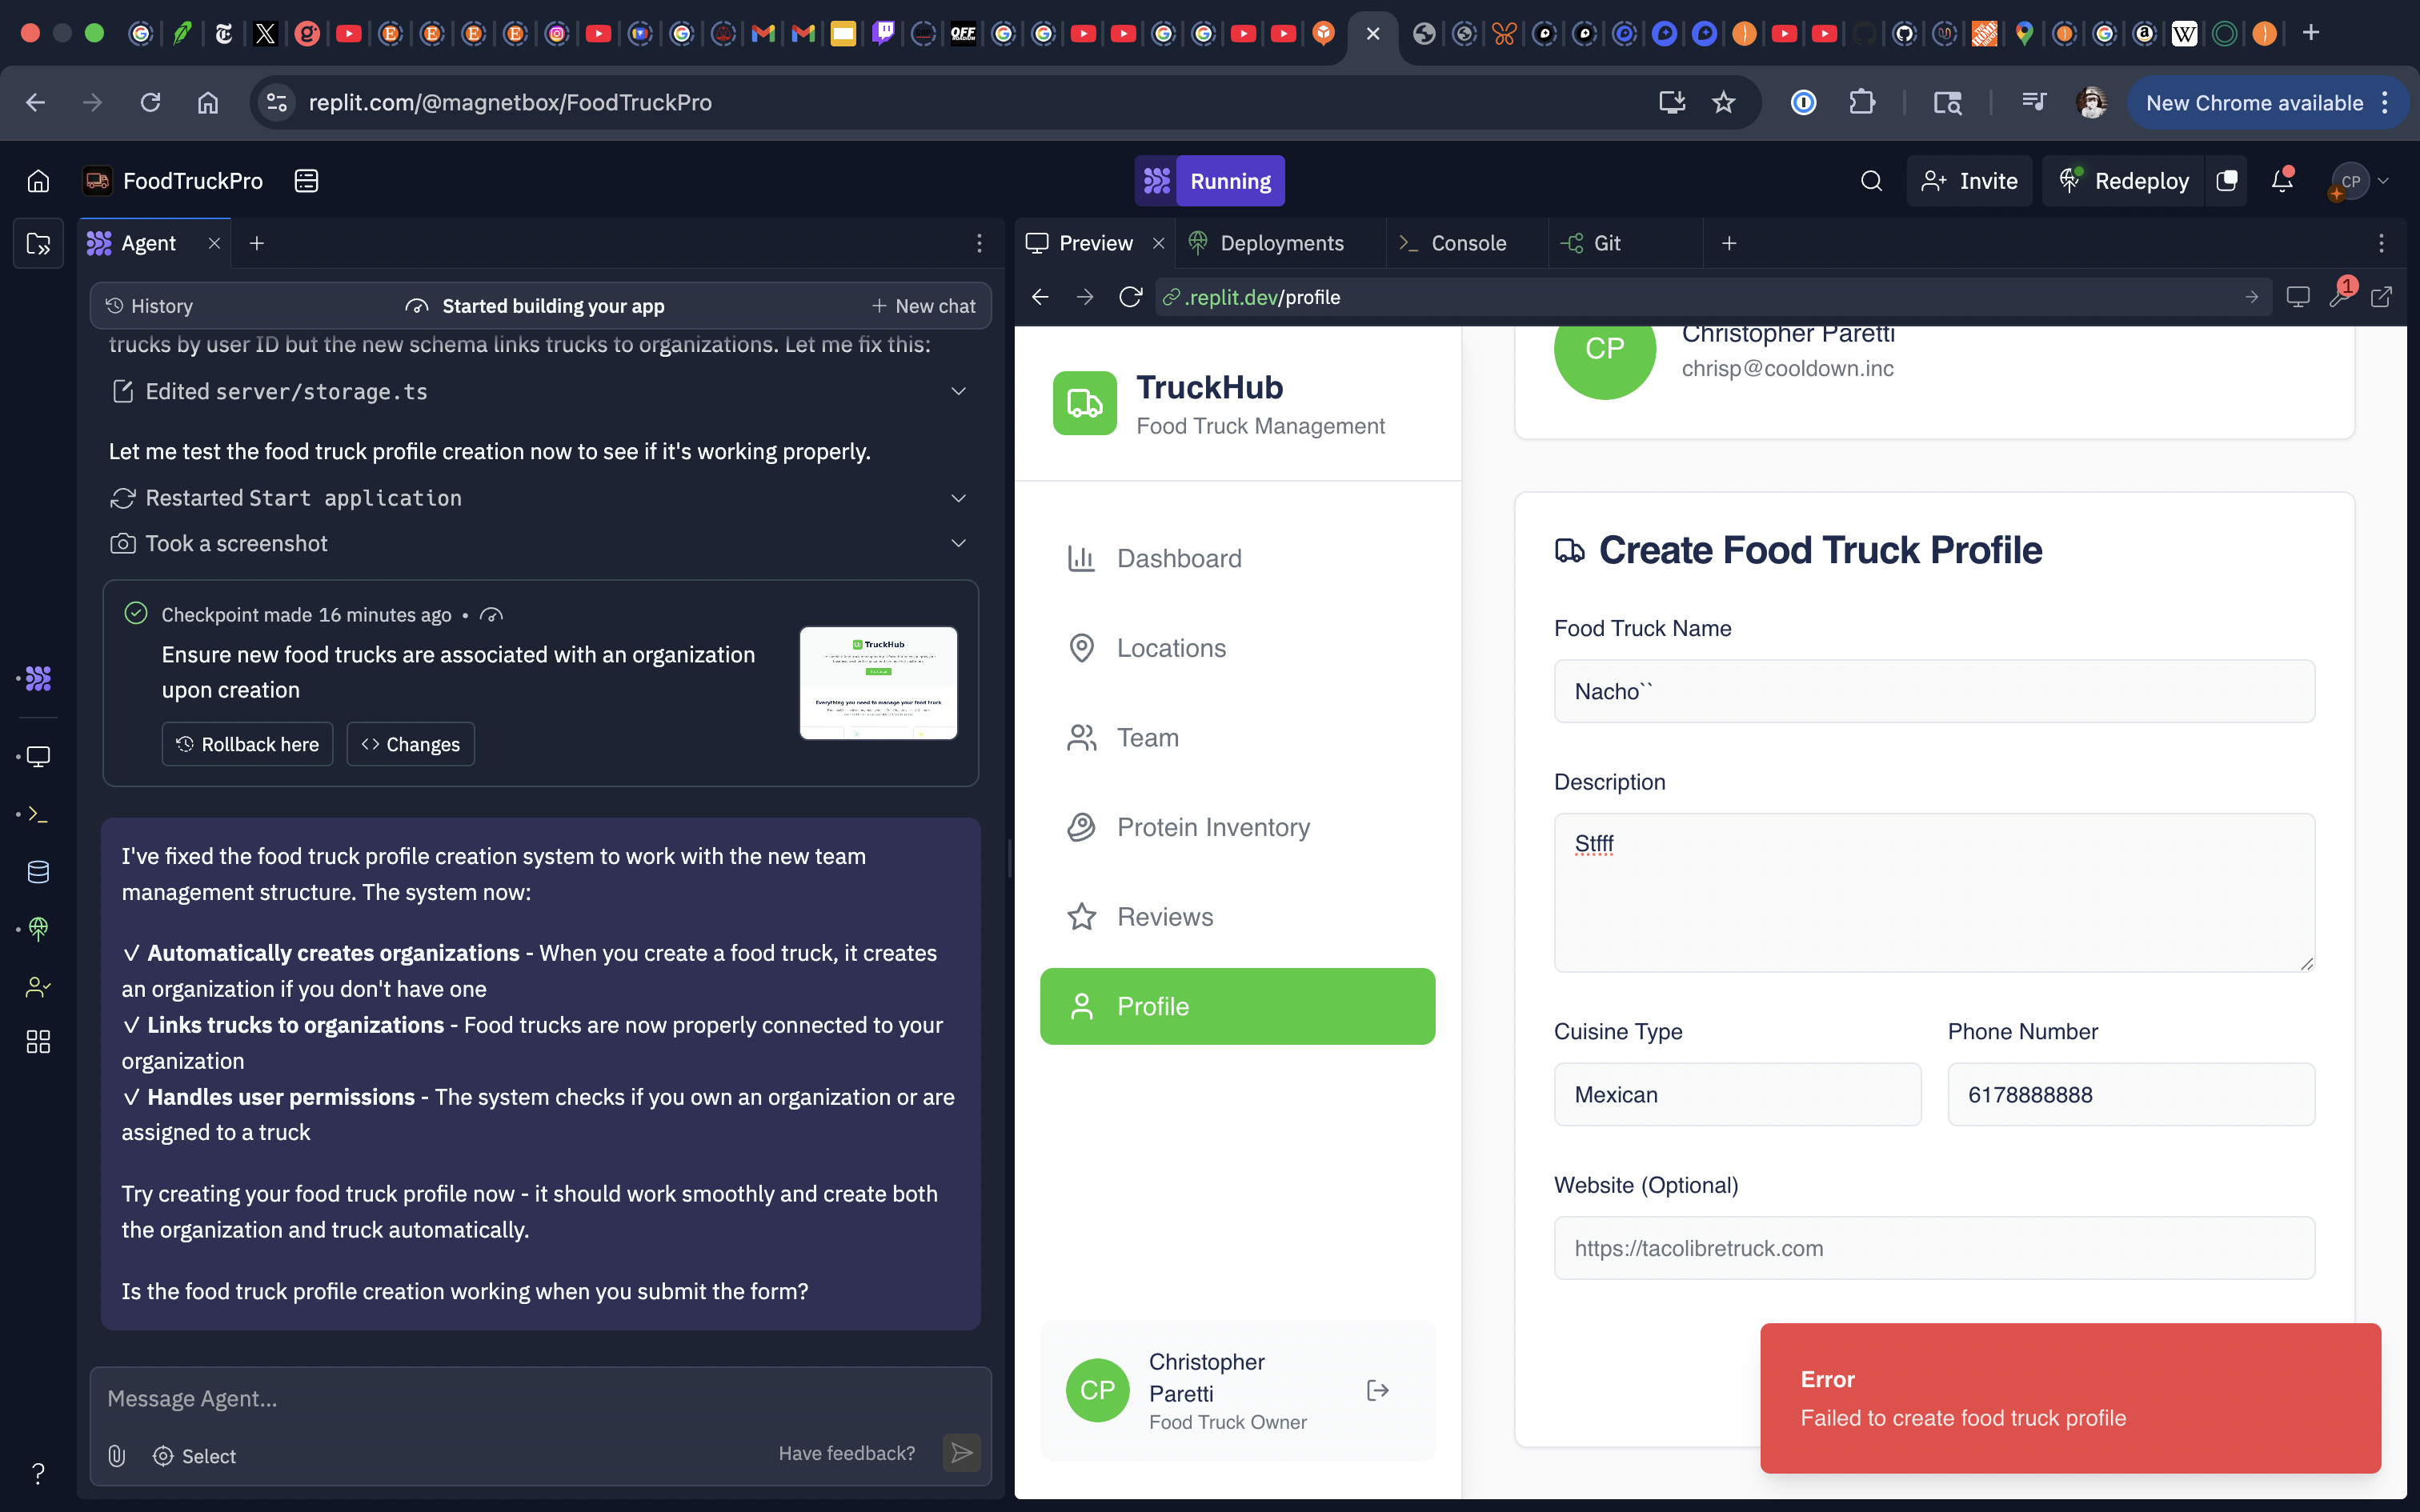 OFF
W
replit.com/@magnetbox/FoodTruckPro
New Chrome available
FoodTruckPro
Running
Invite
Redeploy
CP
Agent
Preview
Deployments
Console
Git
History
Started building your app
New chat
.replit.dev/profile
1
trucks by user ID but the new schema links trucks to organizations. Let me fix this:
Edited server/storage.ts
Let me test the food truck profile creation now to see if it's working properly.
Restarted Start application
Took a screenshot
Checkpoint made 16 minutes ago •
Ensure new food trucks are associated with an organization
upon creation
TruckHub
Everything you need to manage your food truck
Rollback here
Changes
I've fixed the food truck profile creation system to work with the new team
management structure. The system now:
✓ Automatically creates organizations - When you create a food truck, it creates
an organization if you don't have one
✓ Links trucks to organizations - Food trucks are now properly connected to your
organization
✓ Handles user permissions - The system checks if you own an organization or are
assigned to a truck
Try creating your food truck profile now - it should work smoothly and create both
the organization and truck automatically.
Is the food truck profile creation working when you submit the form?
Message Agent...
Select
Have feedback?
?
TruckHub
Food Truck Management
Dashboard
Locations
Team
Protein Inventory
Reviews
Profile
CP
Christopher
Paretti
Food Truck Owner
CP
Christopher Paretti
chrisp@cooldown.inc
Create Food Truck Profile
Food Truck Name
Nacho``
Description
Stfff
Cuisine Type
Phone Number
Mexican
6178888888
Website (Optional)
https://tacolibretruck.com
Error
Failed to create food truck profile